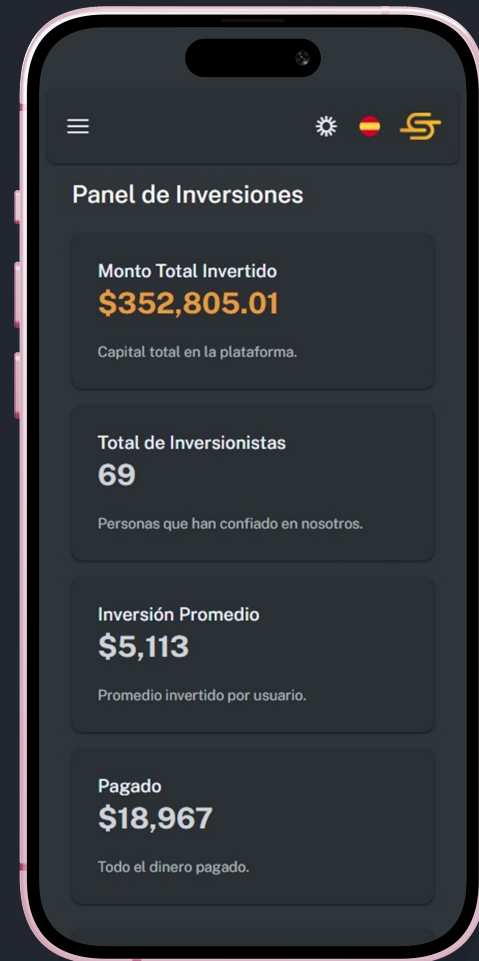 Panel de Inversiones
Monto Total Invertido
$352,805.01
Capital total en la plataforma.
Total de Inversionistas
69
Personas que han confiado en nosotros.
Inversión Promedio
$5,113
Promedio invertido por usuario.
Pagado
$18,967
Todo el dinero pagado.